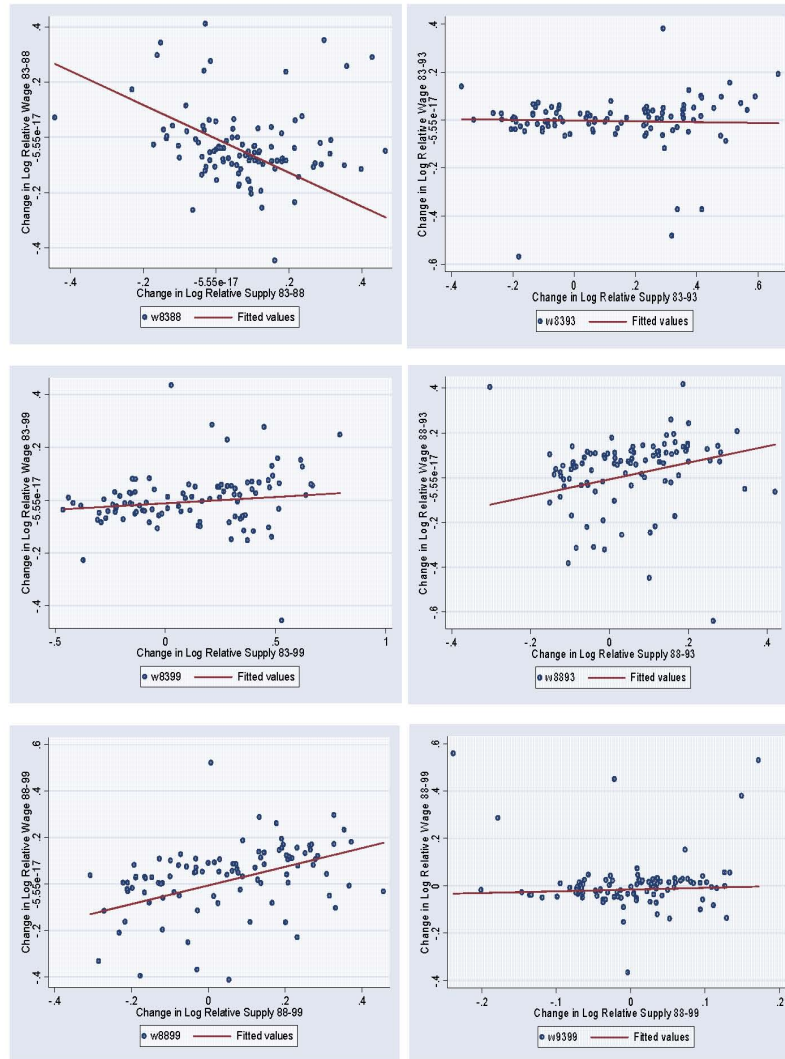 Change in Log Relative Wage 83-88
.4
.2
-5.55e-17
-.2
-.4
-.4
-.2
-5.55e-17
.2
.4
Change in Log Relative Supply 83-88
w8388 Fitted values
Change in Log Relative Wage 83-93
.4
.2
-5.55e-17
-.2
-.4
-.6
-.4
-.2
0
.2
.4
.6
Change in Log Relative Supply 83-93
w8393 Fitted values
Change in Log Relative Wage 83-99
.4
.2
-5.55e-17
-.2
-.4
-.5
0
.5
1
Change in Log Relative Supply 83-99
w8399 Fitted values
Change in Log Relative Wage 88-93
.4
.2
-5.55e-17
-.2
-.4
-.6
-.4
-.2
0
.2
.4
Change in Log Relative Supply 88-93
w8893 Fitted values
Change in Log Relative Wage 88-99
.6
.4
.2
-5.55e-17
-.2
-.4
-.4
-.2
0
.2
.4
Change in Log Relative Supply 88-99
w8899 Fitted values
Change in Log Relative Wage 88-99
.6
.4
.2
0
-.2
-.4
-.2
-.1
0
.1
.2
Change in Log Relative Supply 88-99
w9399 Fitted values